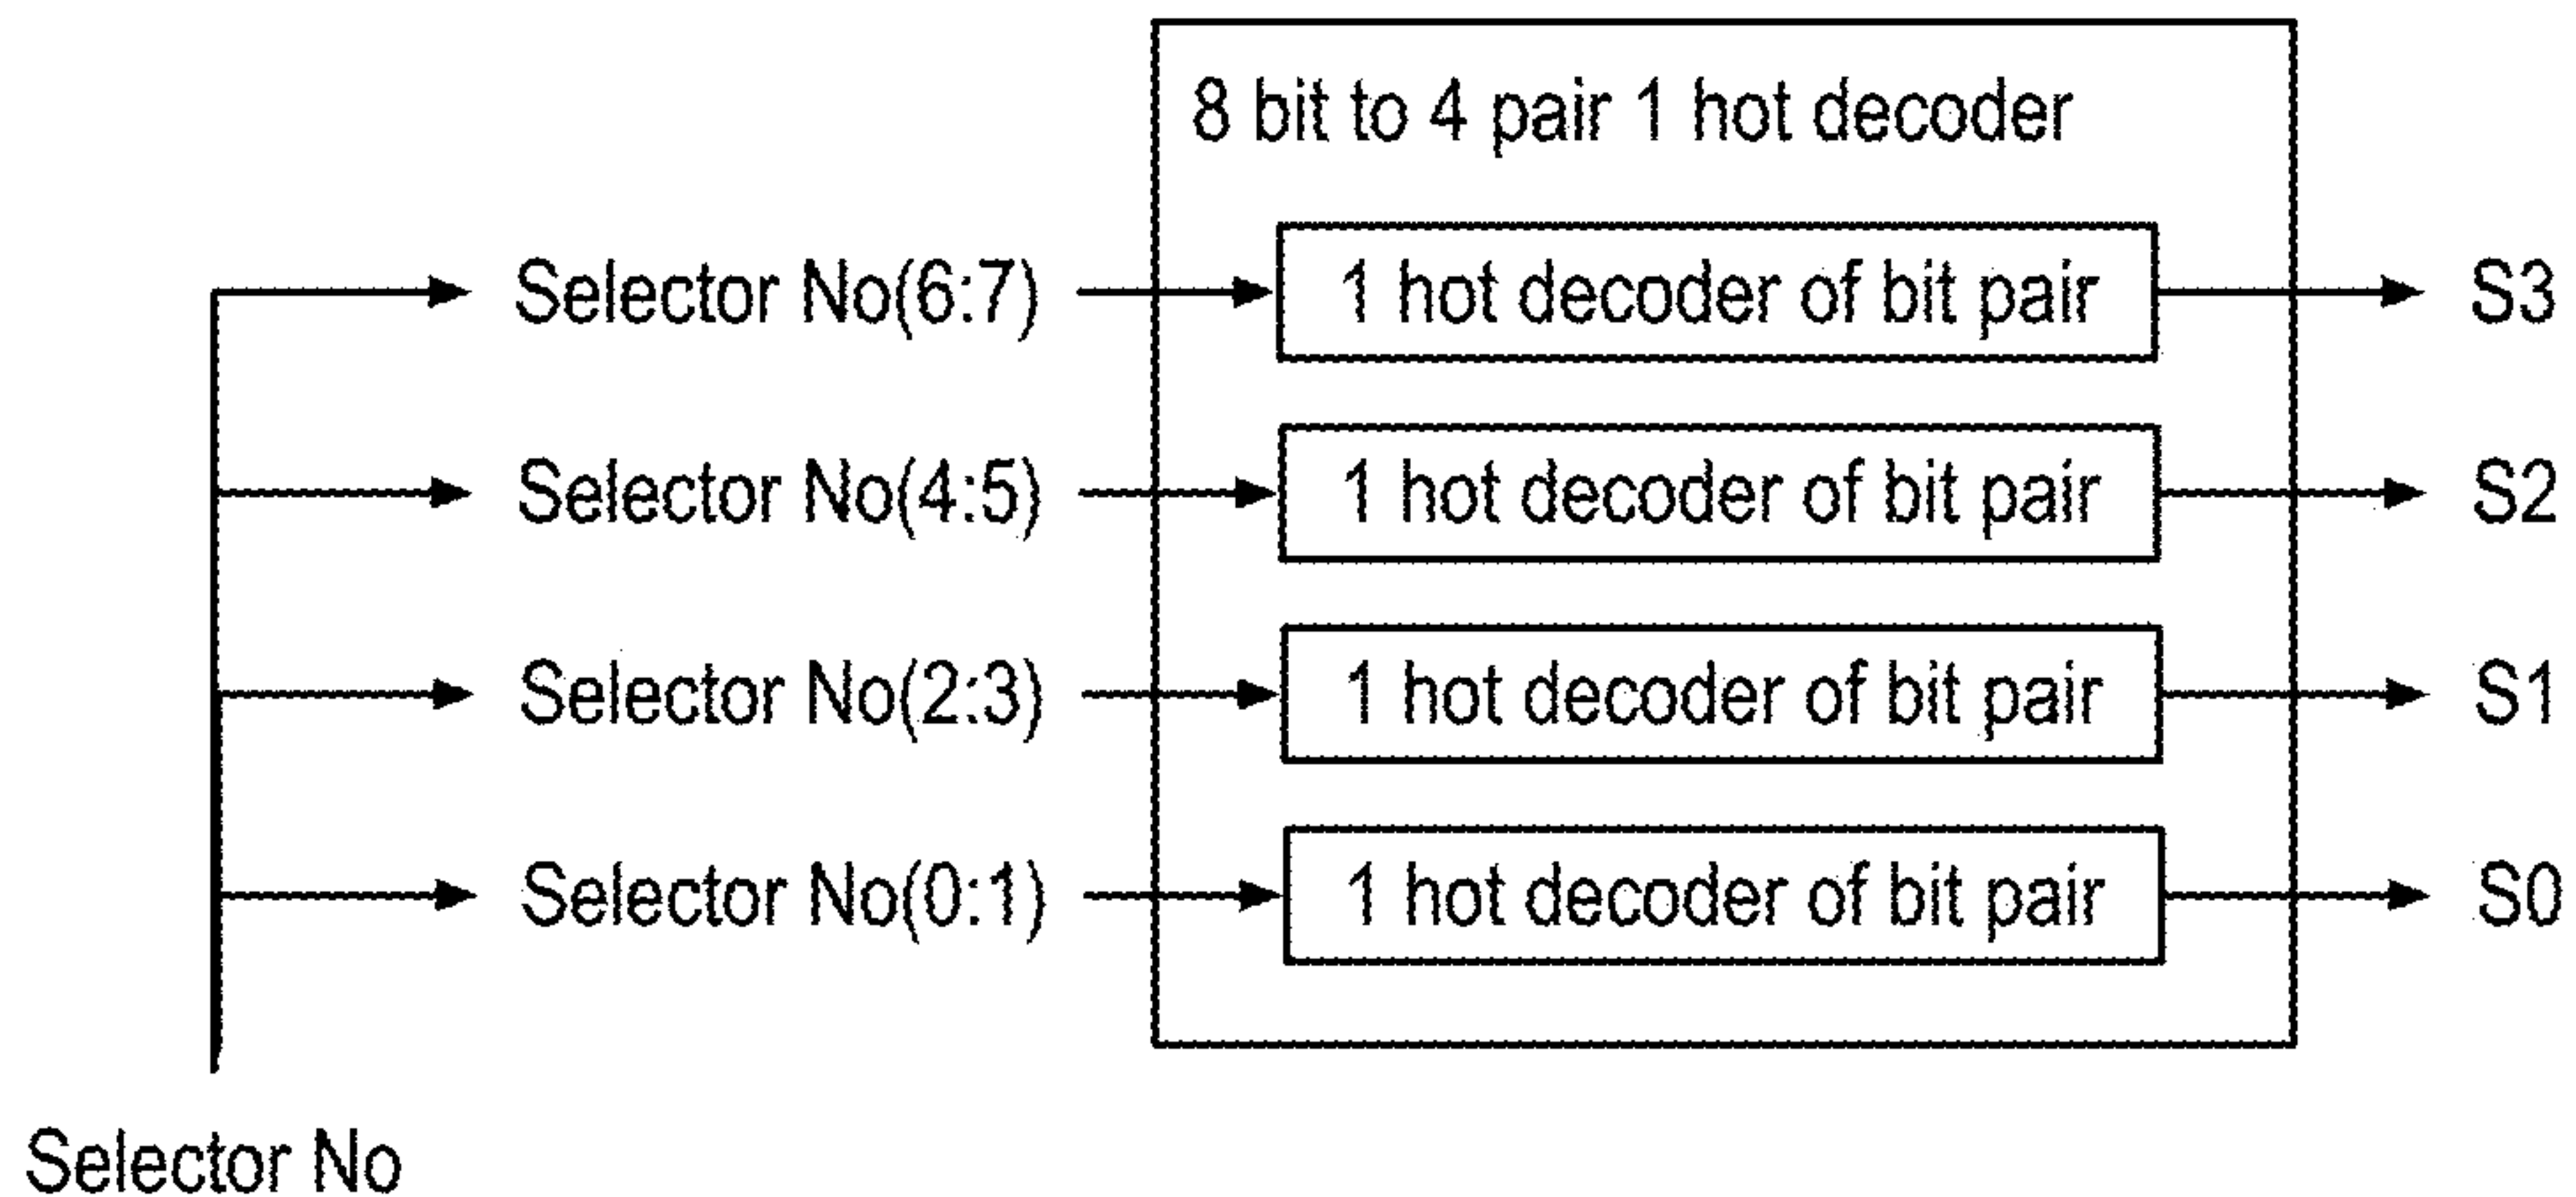 8 bit to 4 pair 1 hot decoder
Selector No(6:7) 1 hot decoder of bit pair S3
Selector No(4:5) 1 hot decoder of bit pair S2
Selector No(2:3) 1 hot decoder of bit pair S1
Selector No(0:1) 1 hot decoder of bit pair S0
Selector No